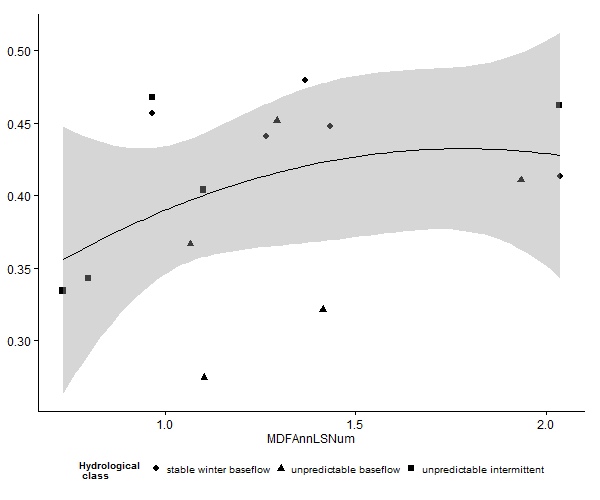 0.50
0.45
0.40
0.35
0.30
1.0 1.5 2.0
MDFAnnLSNum
Hydrological
class
stable winter baseflow unpredictable baseflow unpredictable intermittent